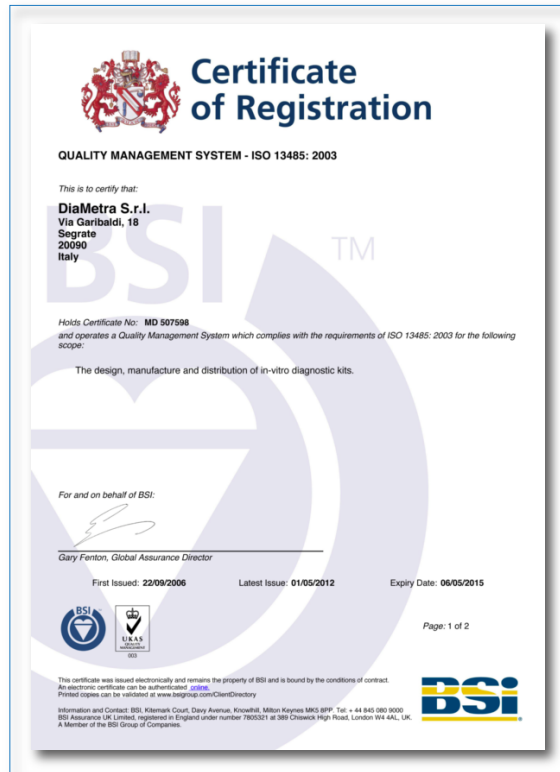 Certificate
of Registration
QUALITY MANAGEMENT SYSTEM - ISO 13485: 2003
This is to certify that:
DiaMetra S.r.l.
Via Garibaldi, 18
Segrate
20090
Italy
BSI
TM
Holds Certificate No: MD 507598
and operates a Quality Management System which complies with the requirements of ISO 13485: 2003 for the following
scope:
The design, manufacture and distribution of in-vitro diagnostic kits.
For and on behalf of BSI:
Gary Fenton, Global Assurance Director
First Issued: 22/09/2006 Latest Issue: 01/05/2012 Expiry Date: 06/05/2015
BSI
UKAS
QUALITY
MANAGEMENT
003
Page: 1 of 2
This certificate was issued electronically and remains the property of BSI and is bound by the conditions of contract.
An electronic certificate can be authenticated online.
Printed copies can be validated at www.bsigroup.com/ClientDirectory
Information and Contact: BSI, Kitemark Court, Davy Avenue, Knowlhill, Milton Keynes MK5 8PP. Tel: + 44 845 080 9000
BSI Assurance UK Limited, registered in England under number 7805321 at 389 Chiswick High Road, London W4 4AL, UK.
A Member of the BSI Group of Companies.
BSi